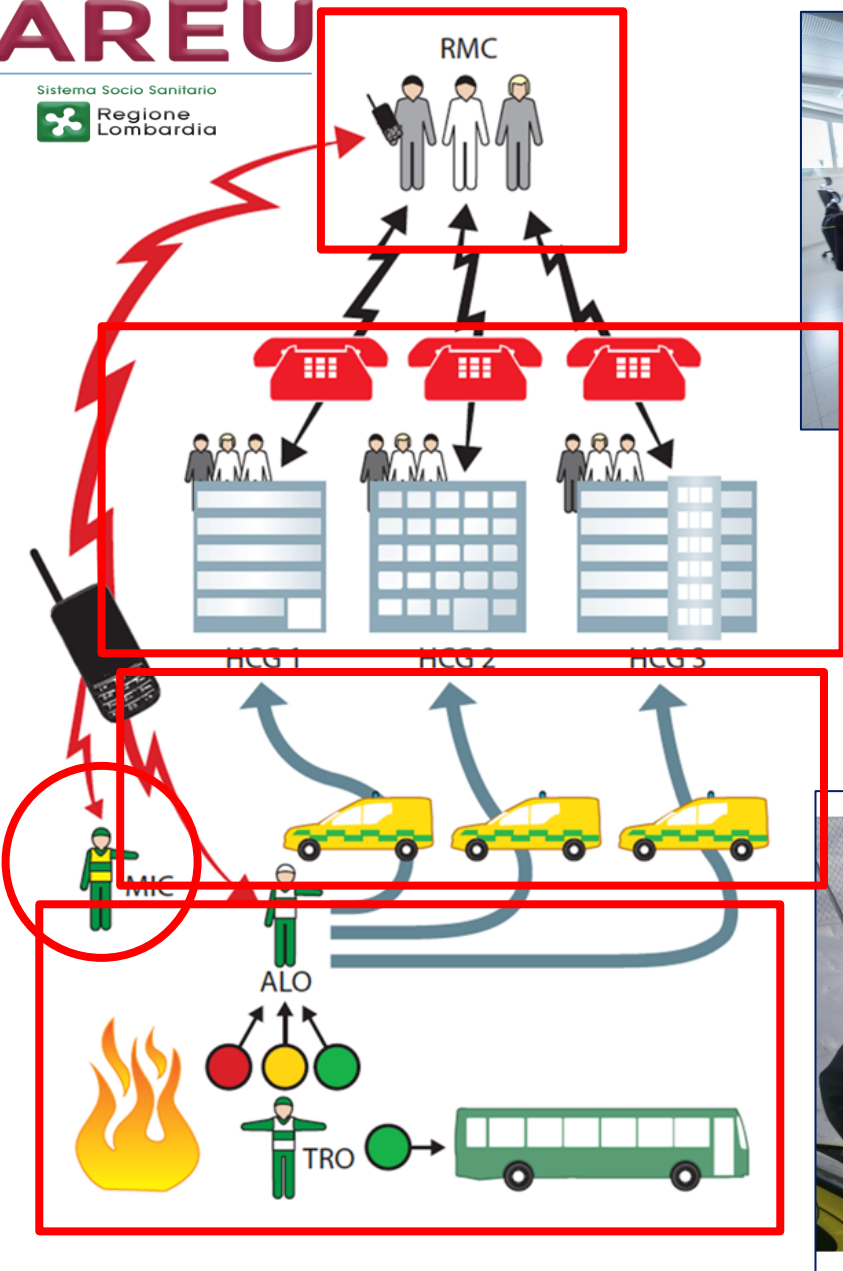 AREU
Sistema Socio Sanitario
Regione
Lombardia
RMC
HCG 1
HCG 2
HCG 3
MIC
ALO
TRO